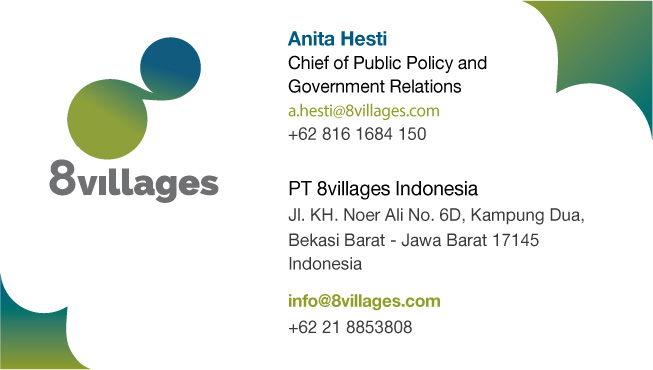 8villages
Anita Hesti
Chief of Public Policy and
Government Relations
a.hesti@8villages.com
+62 816 1684 150
PT 8villages Indonesia
Jl. KH. Noer Ali No. 6D, Kampung Dua,
Bekasi Barat - Jawa Barat 17145
Indonesia
info@8villages.com
+62 21 8853808